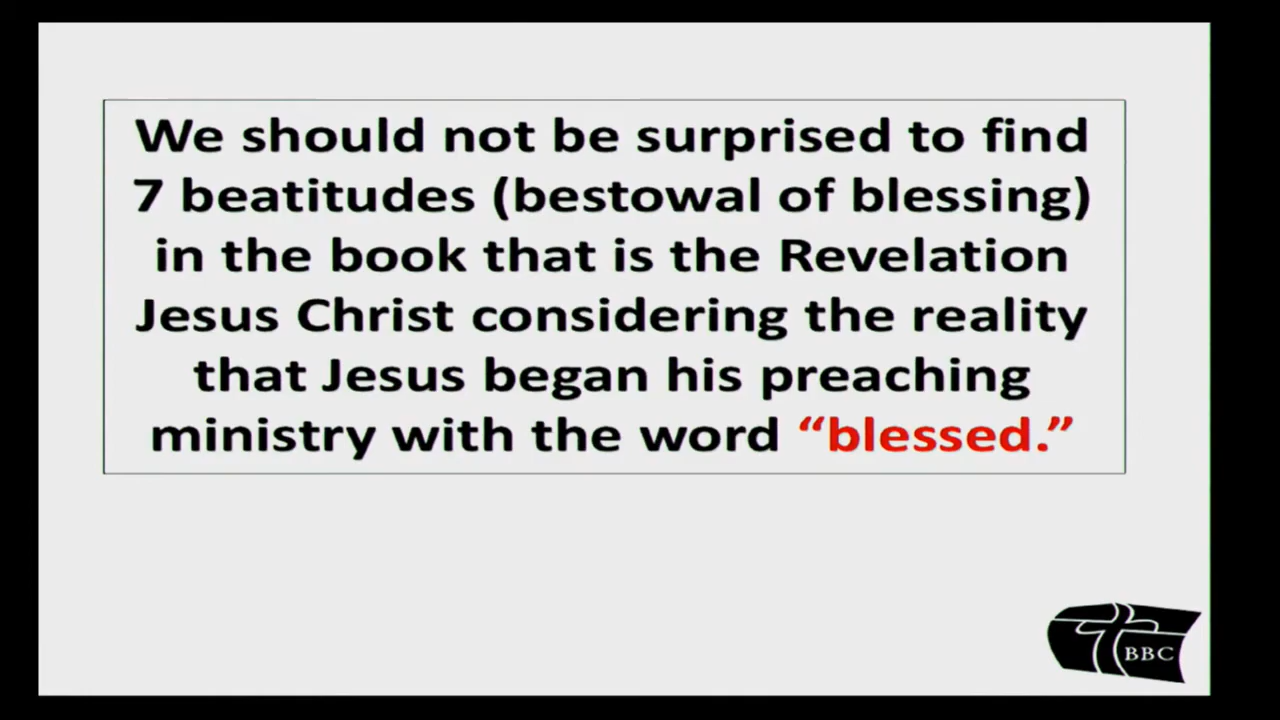 We should not be surprised to find
7 beatitudes (bestowal of blessing)
in the book that is the Revelation
Jesus Christ considering the reality
that Jesus began his preaching
ministry with the word “blessed.”
BBC